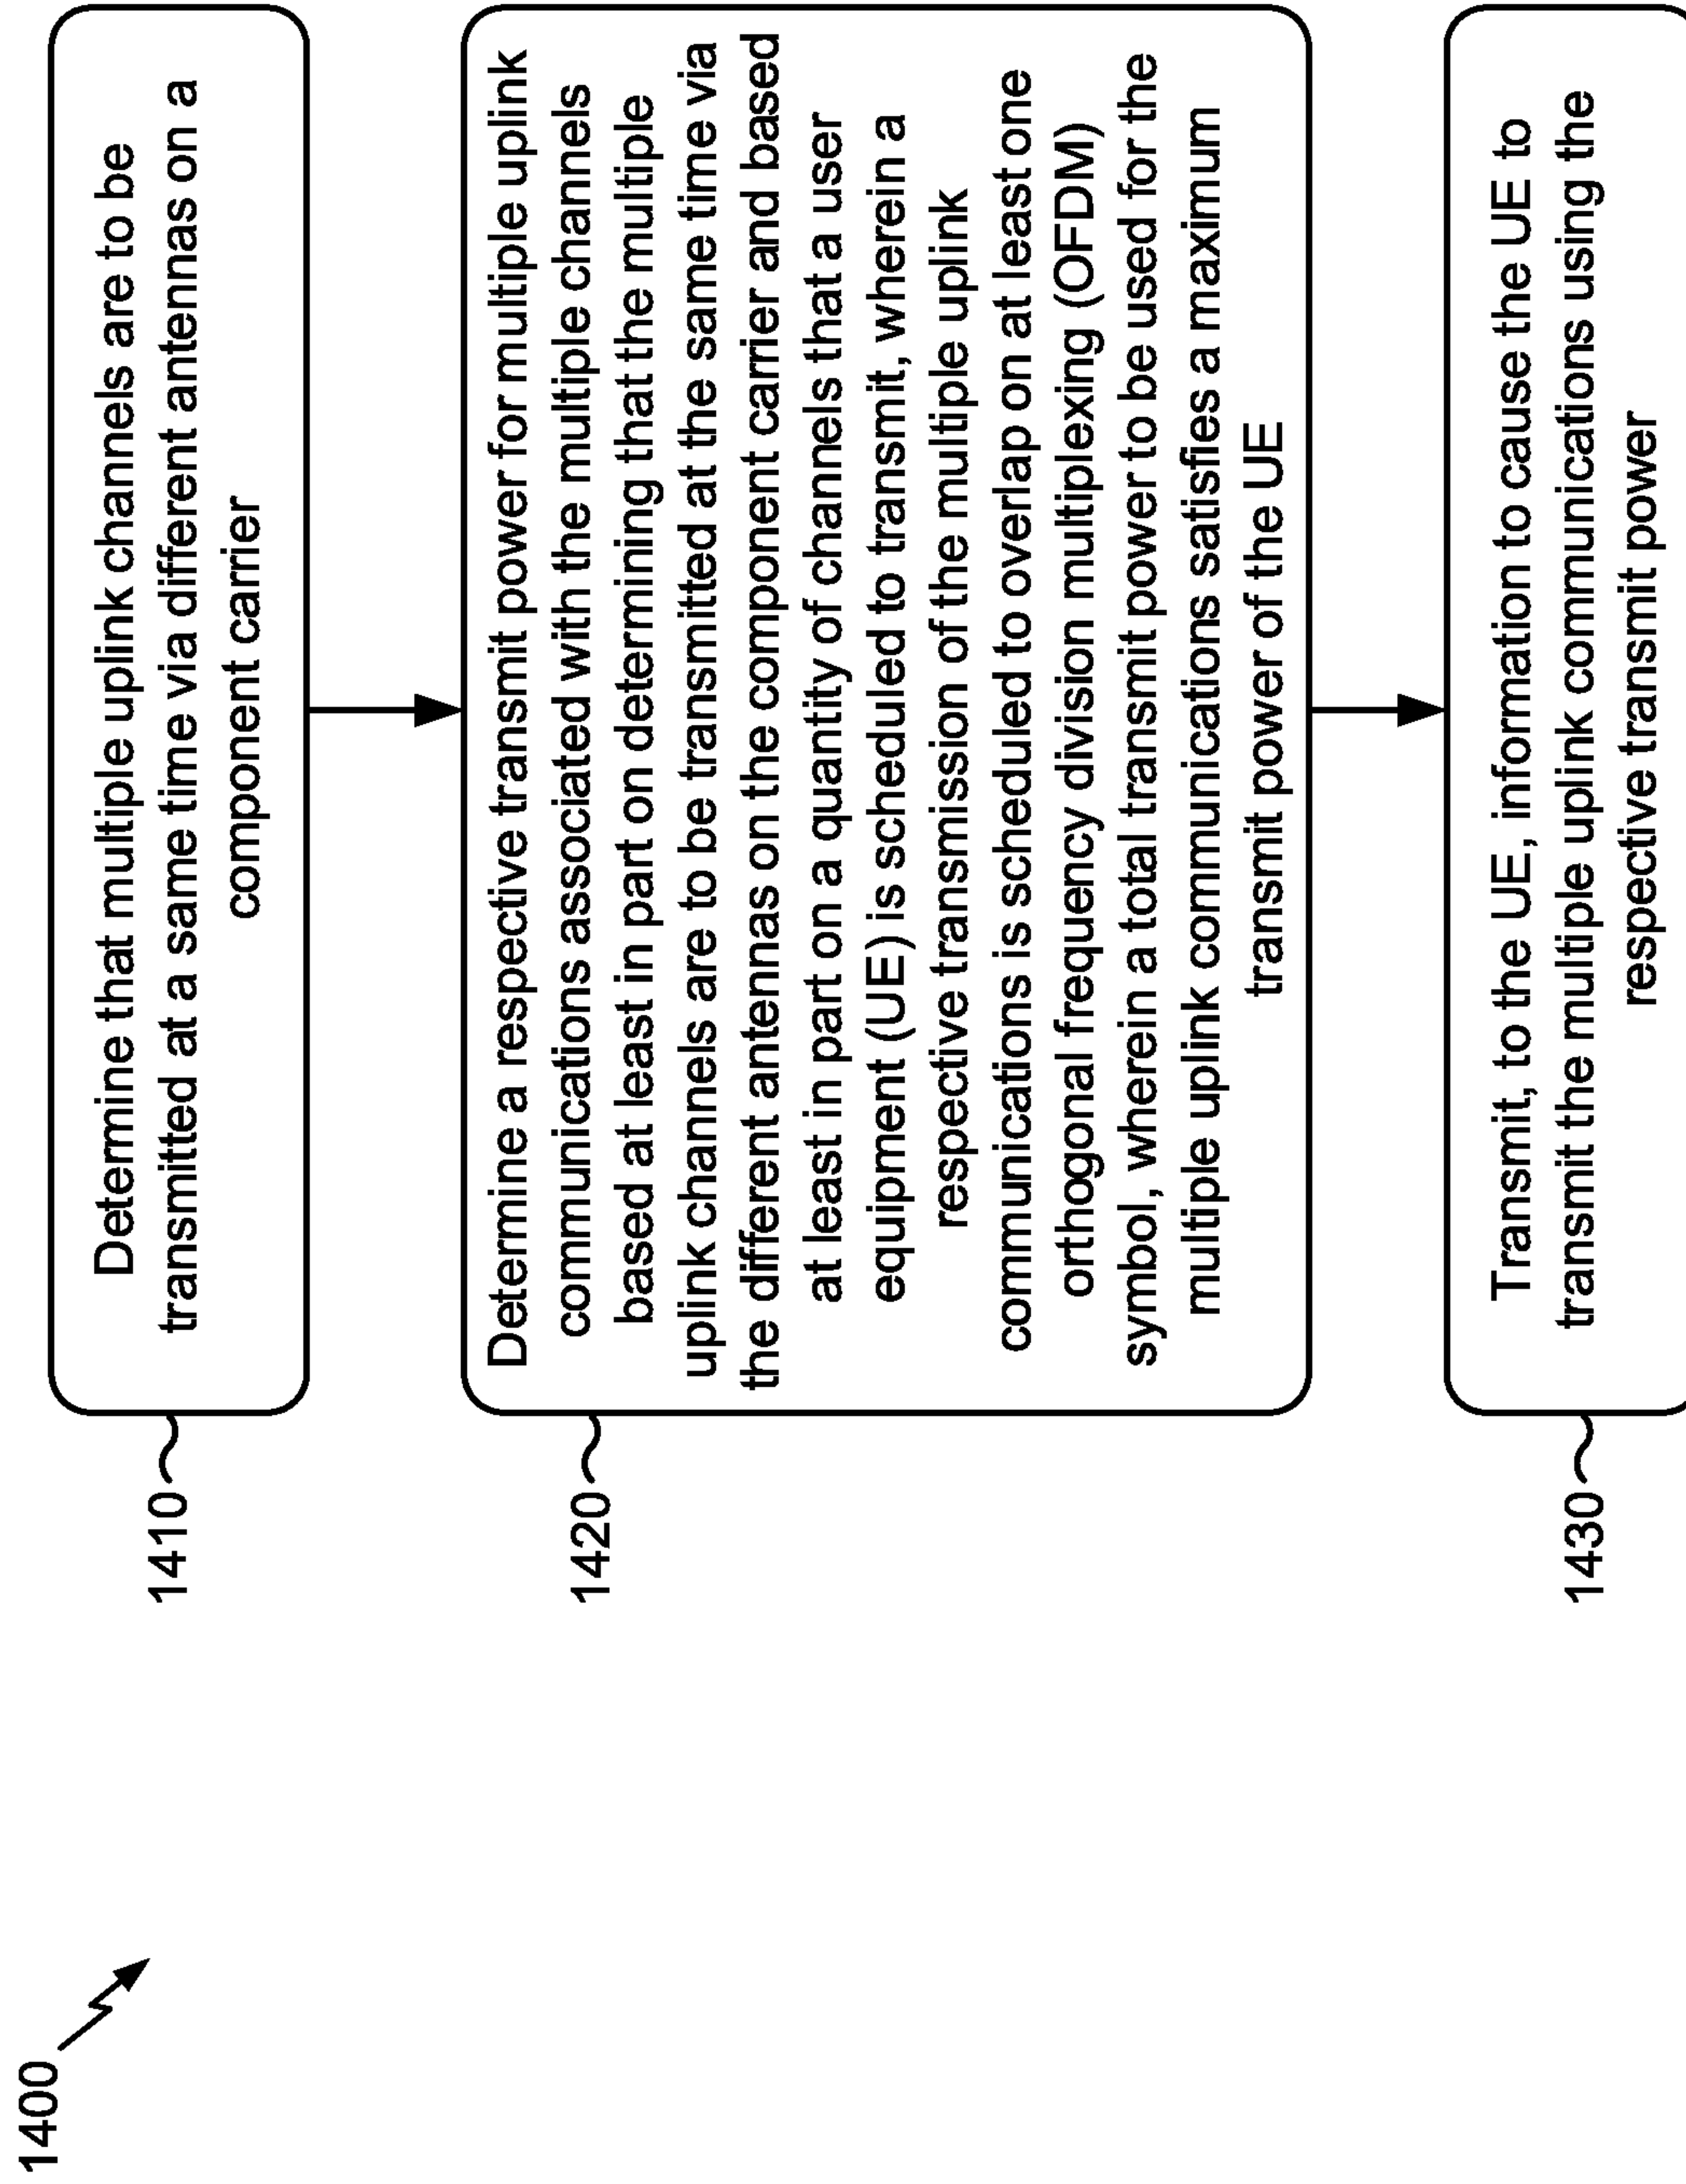 1400
1410
Determine that multiple uplink channels are to be
transmitted at a same time via different antennas on a
component carrier
1420
Determine a respective transmit power for multiple uplink
communications associated with the multiple channels
based at least in part on determining that the multiple
uplink channels are to be transmitted at the same time via
the different antennas on the component carrier and based
at least in part on a quantity of channels that a user
equipment (UE) is scheduled to transmit, wherein a
respective transmission of the multiple uplink
communications is scheduled to overlap on at least one
orthogonal frequency division multiplexing (OFDM)
symbol, wherein a total transmit power to be used for the
multiple uplink communications satisfies a maximum
transmit power of the UE
1430
Transmit, to the UE, information to cause the UE to
transmit the multiple uplink communications using the
respective transmit power